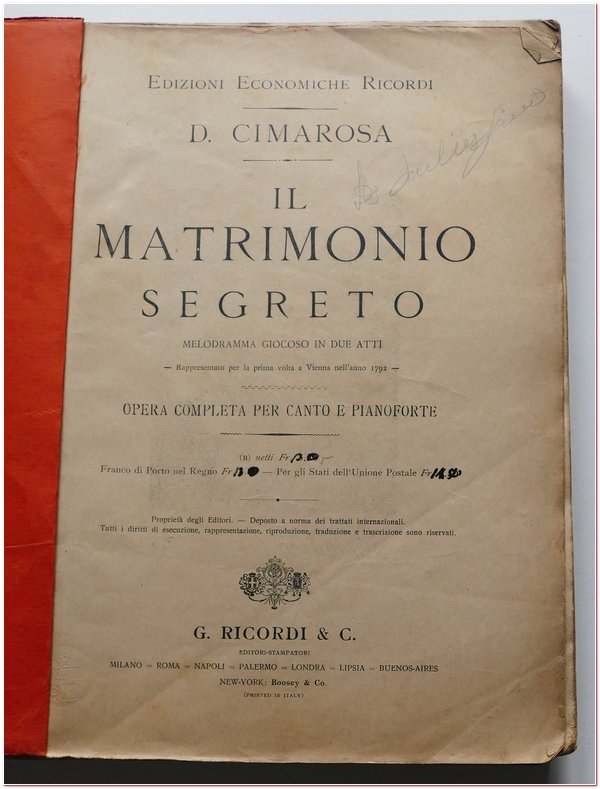 EDIZIONI ECONOMICHE RICORDI
D. CIMAROSA
IL
MATRIMONIO
SEGRETO
MELODRAMMA GIOCOSO IN DUE ATTI
— Rappresentato per la prima volta a Vienna nell'anno 1792 —
OPERA COMPLETA PER CANTO E PIANOFORTE
(B) netti Fr
Franco di Porto nel Regno Fr — Per gli Stati dell'Unione Postale Fr
Proprietà degli Editori. — Deposto a norma dei trattati internazionali.
Tutti i diritti di esecuzione, rappresentazione, riproduzione, traduzione e trascrizione sono riservati.
G. RICORDI & C.
EDITORI-STAMPATORI
MILANO = ROMA = NAPOLI = PALERMO = LONDRA = LIPSIA = BUENOS-AIRES
NEW-YORK: Boosey & Co.
(PRINTED IN ITALY)